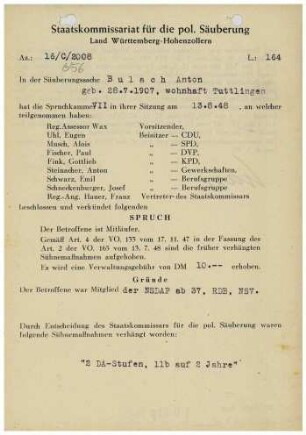 Staatskommissariat für die pol. Säuberung
Land Württemberg-Hohenzollern
Az.: 16/C/2008 L: 164
656
In der Säuberungssache Bulach Anton
geb. 28.7.1907, wohnhaft Tuttlingen
hat die Spruchkammer VII in ihrer Sitzung am 13.8.48, an welcher
teilgenommen haben:
Reg.Assessor Wax Vorsitzender,
Uhl, Eugen Beisitzer — CDU,
Munch, Alois — SPD,
Fischer, Paul — DVP,
Fink, Gottlieb — KPD,
Steinacher, Anton — Gewerkschaften,
Schwarz, Emil — Berufsgruppe
Schneckenburger, Josef — Berufsgruppe
Reg.-Ang. Hauer, Franz Vertreter des Staatskommissars
beschlossen und verkündet folgenden
SPRUCH
Der Betroffene ist Mitläufer.
Gemäß Art. 4 der VO. 133 vom 17. 11. 47 in der Fassung des
Art. 2 der VO. 165 vom 13. 7. 48 sind die früher verhängten
Sühnemaßnahmen aufgehoben.
Es wird eine Verwaltungsgebühr von DM 10.-- erhoben.
Gründe
Der Betroffene war Mitglied der NSDAP ab 37, RDB, NSV.
Durch Entscheidung des Staatskommissars für die pol. Säuberung waren
folgende Sühnemaßnahmen verhängt worden:
"2 DA-Stufen, 11b auf 2 Jahre"